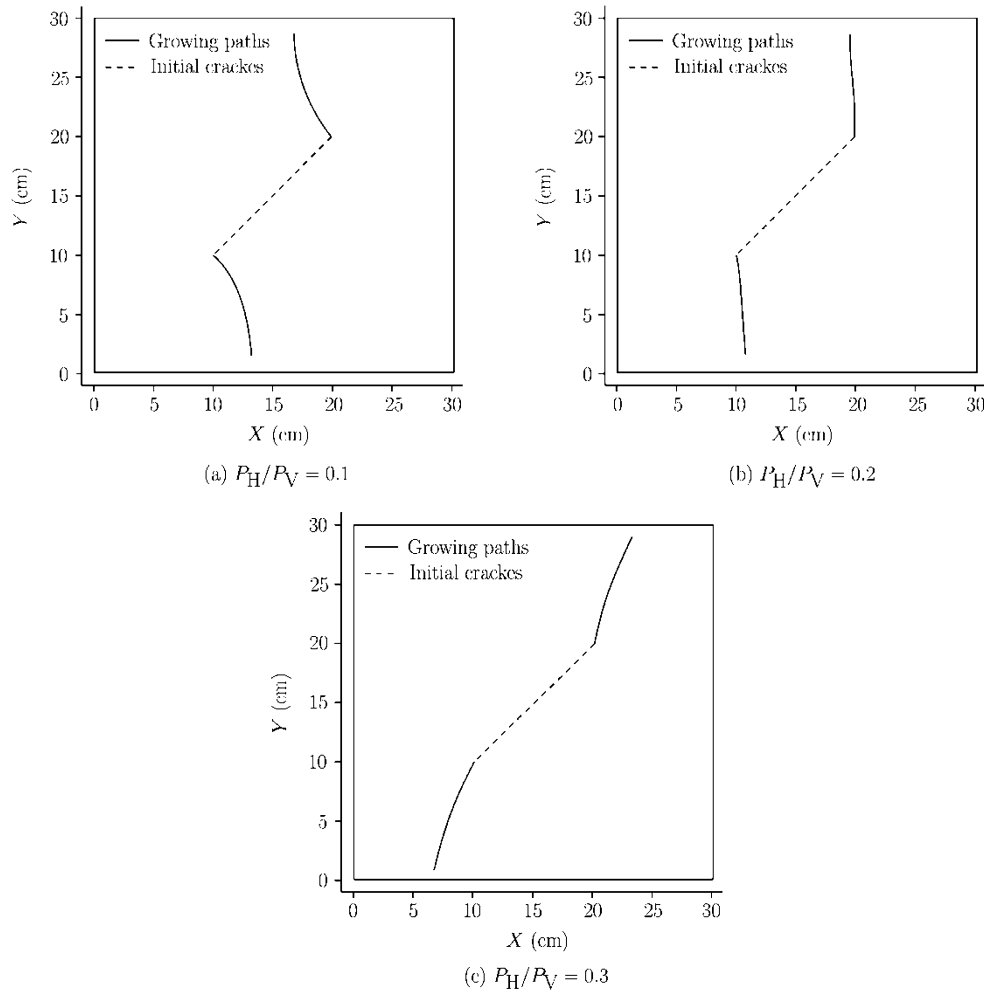 30
Growing paths
Initial crackes
25
20
15
10
5
0
Y (cm)
0 5 10 15 20 25 30
X (cm)
(a) PH/PV = 0.1
30
Growing paths
Initial crackes
25
20
15
10
5
0
Y (cm)
0 5 10 15 20 25 30
X (cm)
(b) PH/PV = 0.2
30
Growing paths
Initial crackes
25
20
15
10
5
0
Y (cm)
0 5 10 15 20 25 30
X (cm)
(c) PH/PV = 0.3